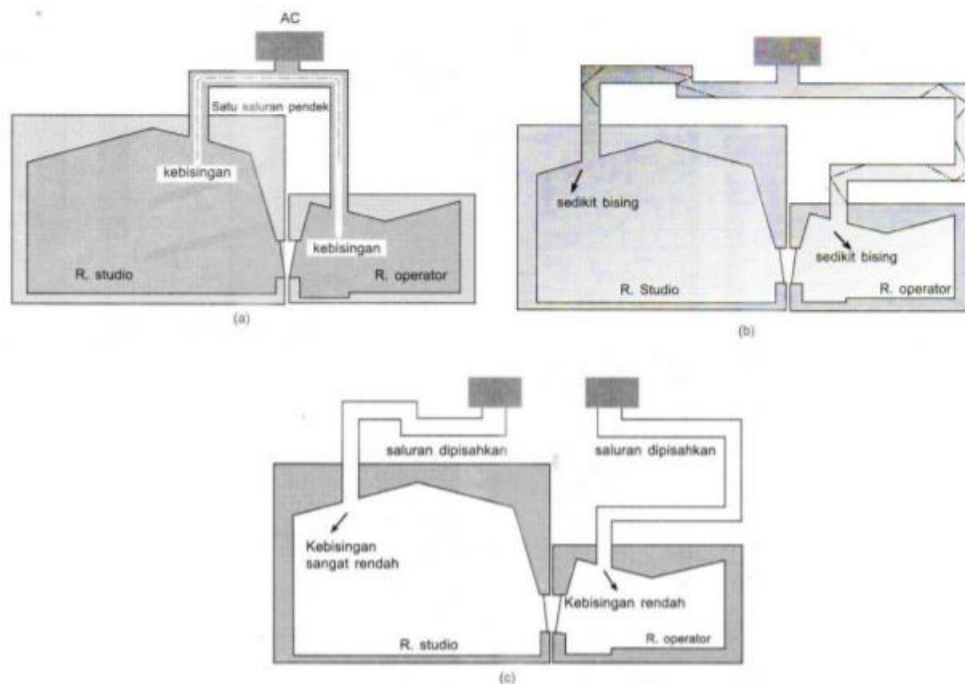 AC
Satu saluran pendek
kebisingan
kebisingan
R. studio
R. operator
(a)
sedikit bising
sedikit bising
R. Studio
R. operator
(b)
saluran dipisahkan
saluran dipisahkan
Kebisingan
sangat rendah
Kebisingan rendah
R. studio
R. operator
(c)